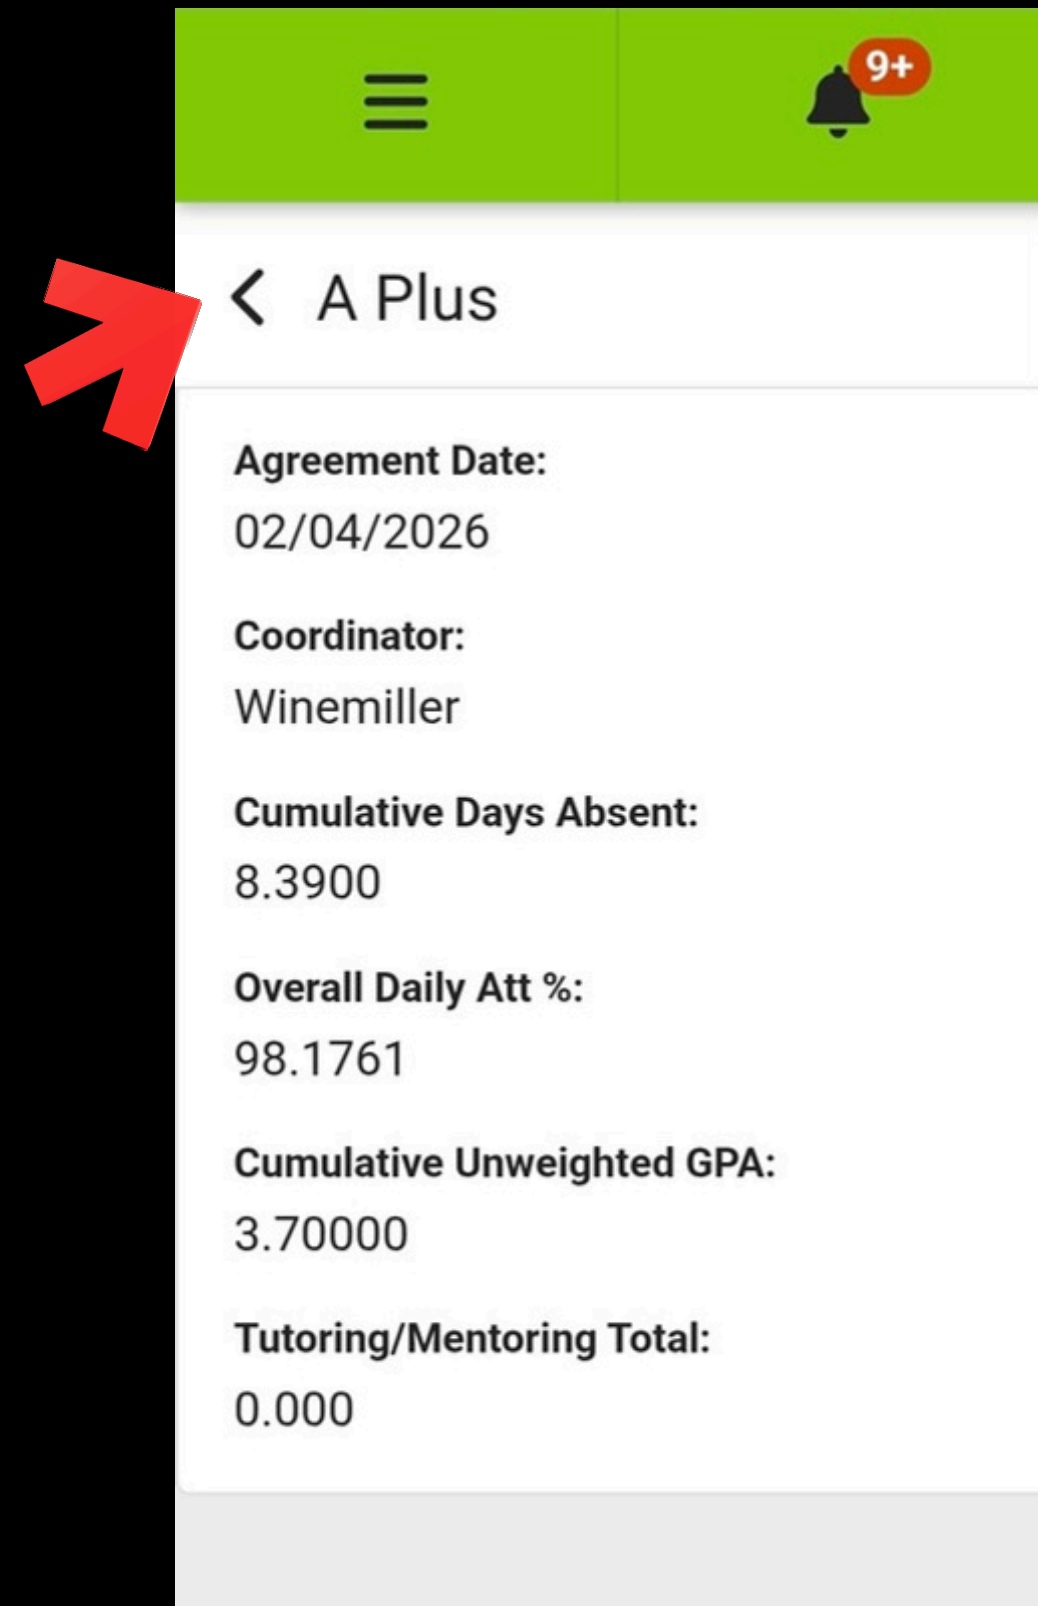 9+
A Plus
Agreement Date:
02/04/2026
Coordinator:
Winemiller
Cumulative Days Absent:
8.3900
Overall Daily Att %:
98.1761
Cumulative Unweighted GPA:
3.70000
Tutoring/Mentoring Total:
0.000